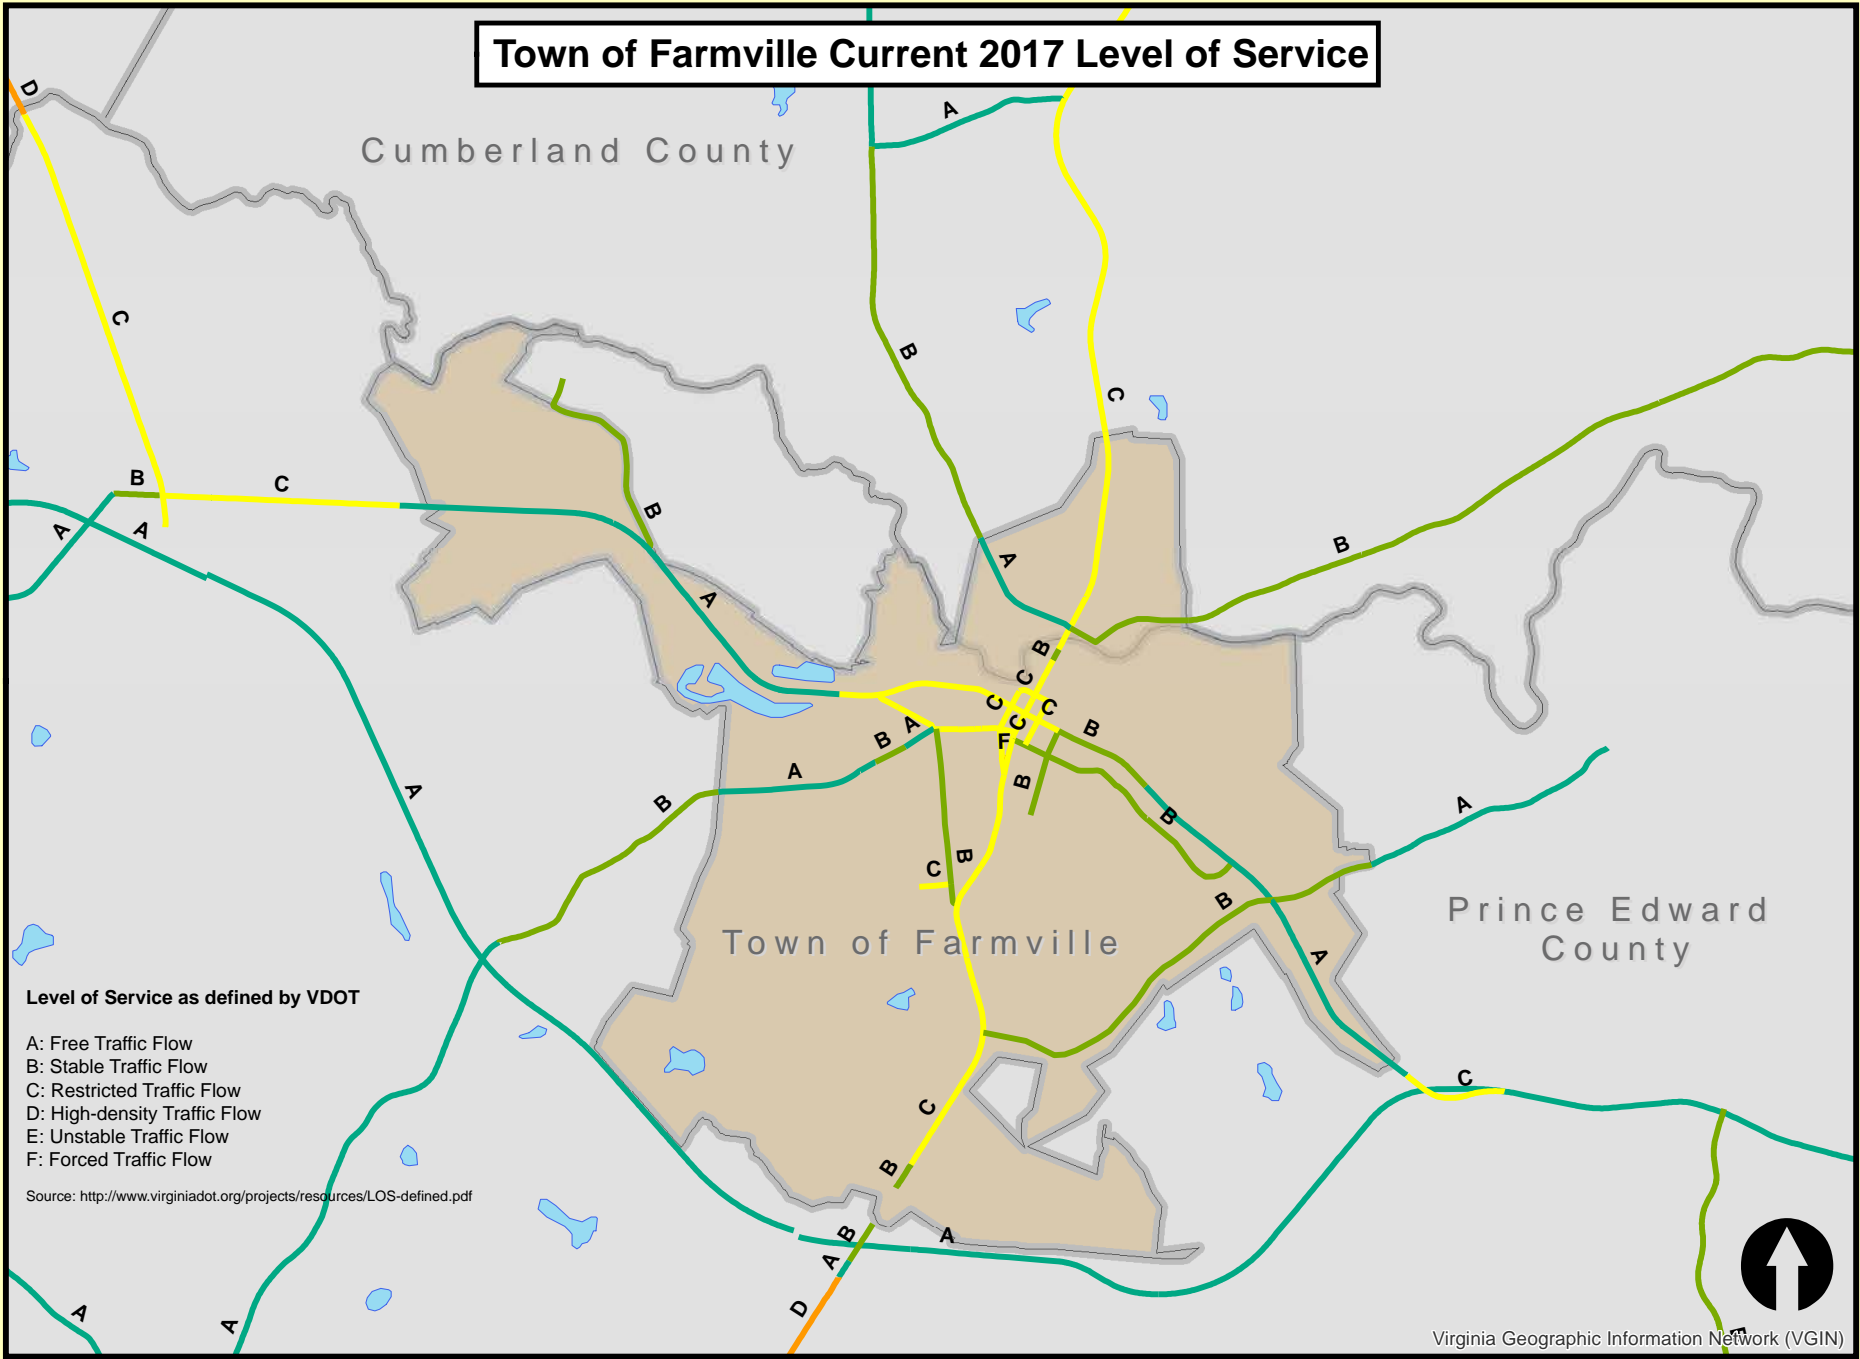 Town of Farmville Current 2017 Level of Service
D
A
Cumberland County
C
B
C
B
C
B
B
A
A
A
A
B
B
C
C
C
C
B
A
B
F
A
B
B
A
A
B
B
C
B
Prince Edward
County
Town of Farmville
A
Level of Service as defined by VDOT
A: Free Traffic Flow
B: Stable Traffic Flow
C: Restricted Traffic Flow
D: High-density Traffic Flow
E: Unstable Traffic Flow
F: Forced Traffic Flow
Source: http://www.virginiadot.org/projects/resources/LOS-defined.pdf
C
C
B
B
A
A
D
A
A
Virginia Geographic Information Network (VGIN)